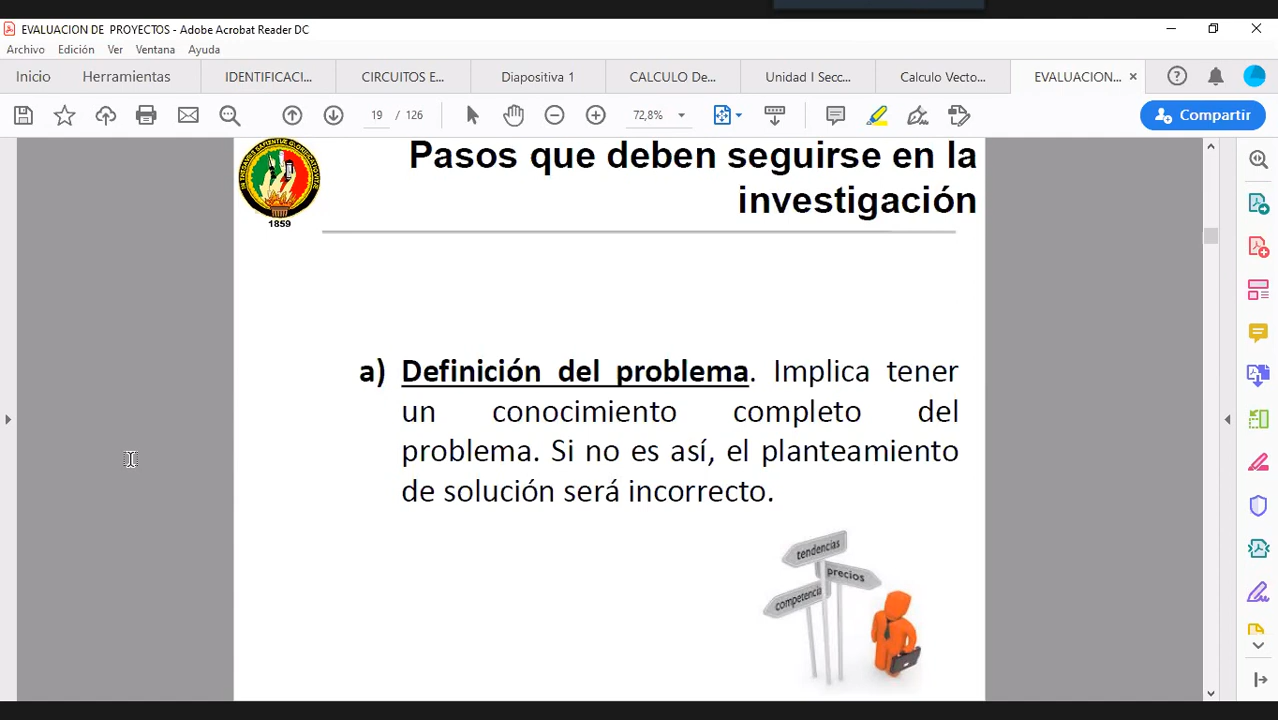 EVALUACION DE PROYECTOS - Adobe Acrobat Reader DC
Archivo Edición Ver Ventana Ayuda
Inicio Herramientas IDENTIFICACI... CIRCUITOS E... Diapositiva 1 CALCULO De... Unidad I Secc... Calculo Vecto... EVALUACION...
19 / 126 72,8% Compartir
1859
Pasos que deben seguirse en la
investigación
a) Definición del problema. Implica tener
un conocimiento completo del
problema. Si no es así, el planteamiento
de solución será incorrecto.
tendencias
precios
competencia